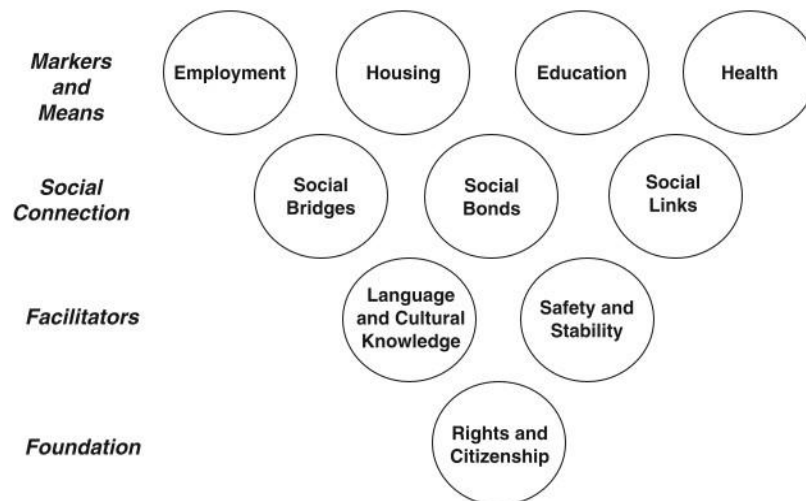 Markers
and
Means
Employment
Housing
Education
Health
Social
Connection
Social
Bridges
Social
Bonds
Social
Links
Facilitators
Language
and Cultural
Knowledge
Safety and
Stability
Foundation
Rights and
Citizenship